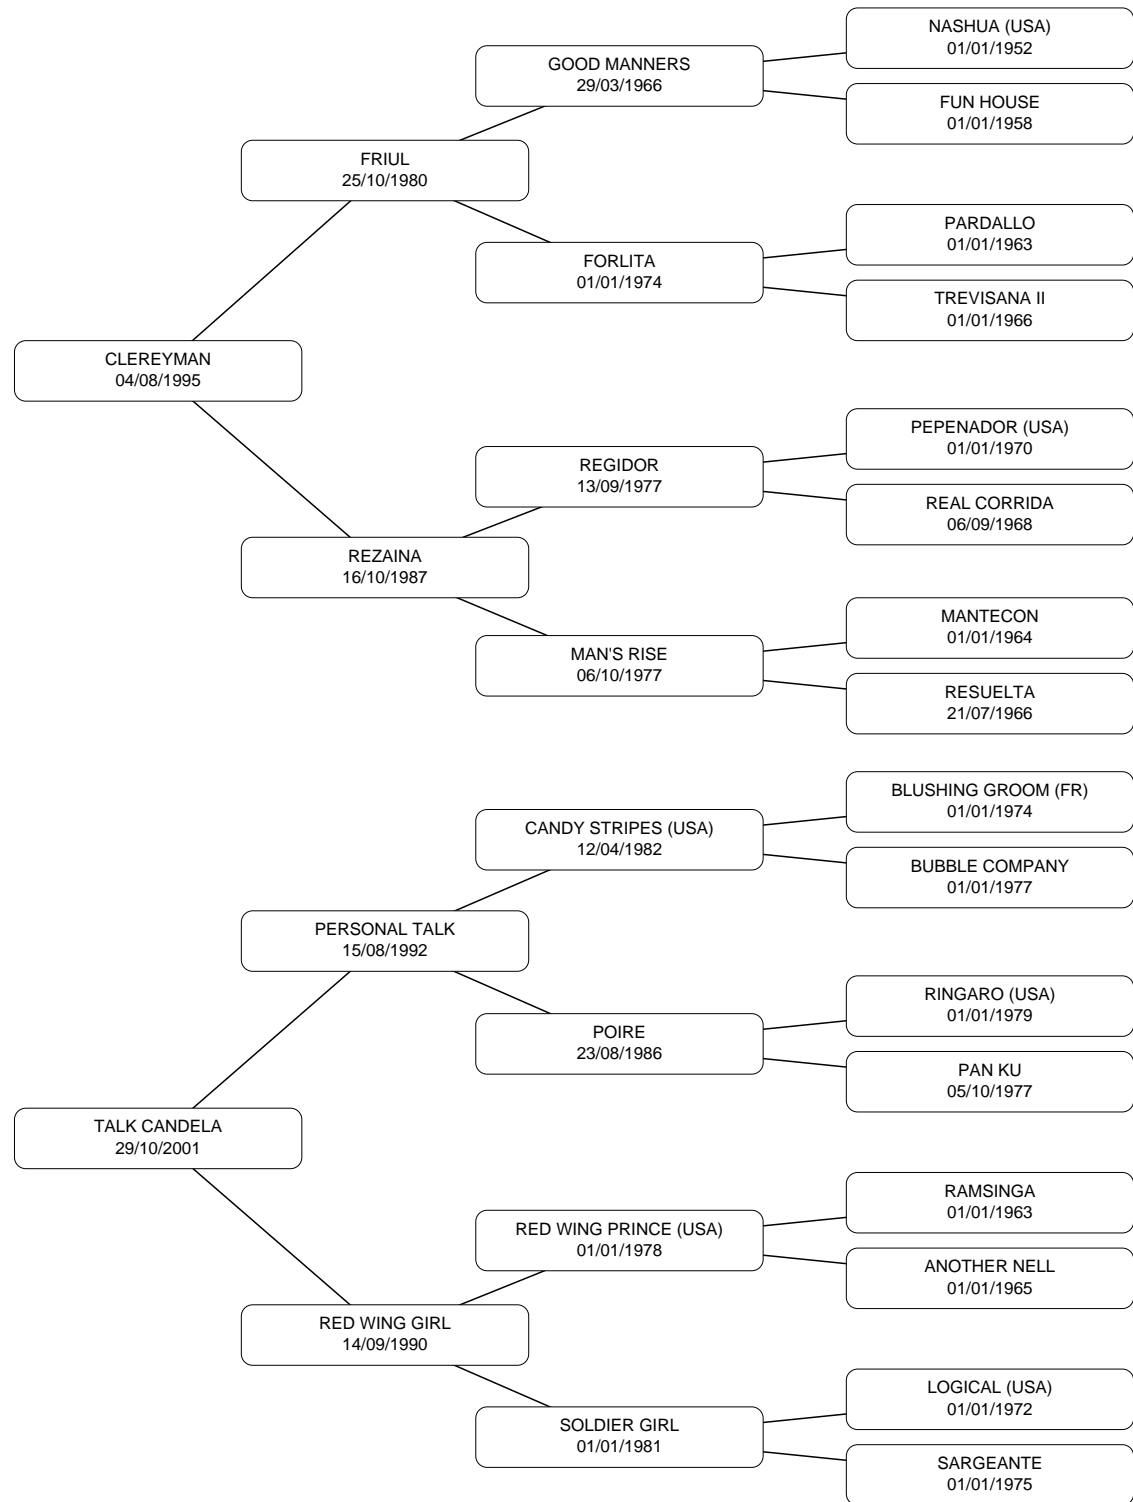 NASHUA (USA)
01/01/1952
GOOD MANNERS
29/03/1966
FUN HOUSE
01/01/1958
FRIUL
25/10/1980
PARDALLO
01/01/1963
FORLITA
01/01/1974
TREVISANA II
01/01/1966
CLEREYMAN
04/08/1995
PEPENADOR (USA)
01/01/1970
REGIDOR
13/09/1977
REAL CORRIDA
06/09/1968
REZAINA
16/10/1987
MANTECON
01/01/1964
MAN'S RISE
06/10/1977
RESUELTA
21/07/1966
BLUSHING GROOM (FR)
01/01/1974
CANDY STRIPES (USA)
12/04/1982
BUBBLE COMPANY
01/01/1977
PERSONAL TALK
15/08/1992
RINGARO (USA)
01/01/1979
POIRE
23/08/1986
PAN KU
05/10/1977
TALK CANDELA
29/10/2001
RAMSINGA
01/01/1963
RED WING PRINCE (USA)
01/01/1978
ANOTHER NELL
01/01/1965
RED WING GIRL
14/09/1990
LOGICAL (USA)
01/01/1972
SOLDIER GIRL
01/01/1981
SARGEANTE
01/01/1975